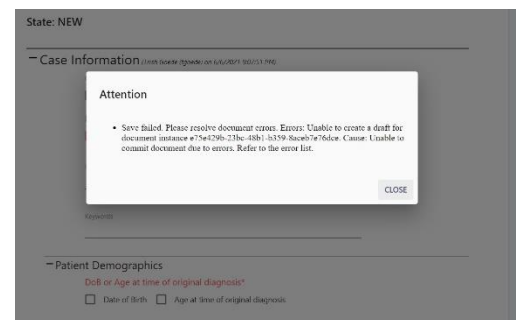 State: NEW
Case Information
Attention
Save failed. Please resolve document errors. Errors: Unable to create a draft for
document instance e75e429b-23bc-48b1-b359-8aceb7e76dce. Cause: Unable to
commit document due to errors. Refer to the error list.
CLOSE
Keywords
Patient Demographics
DoB or Age at time of original diagnosis*
Date of Birth Age at time of original diagnosis